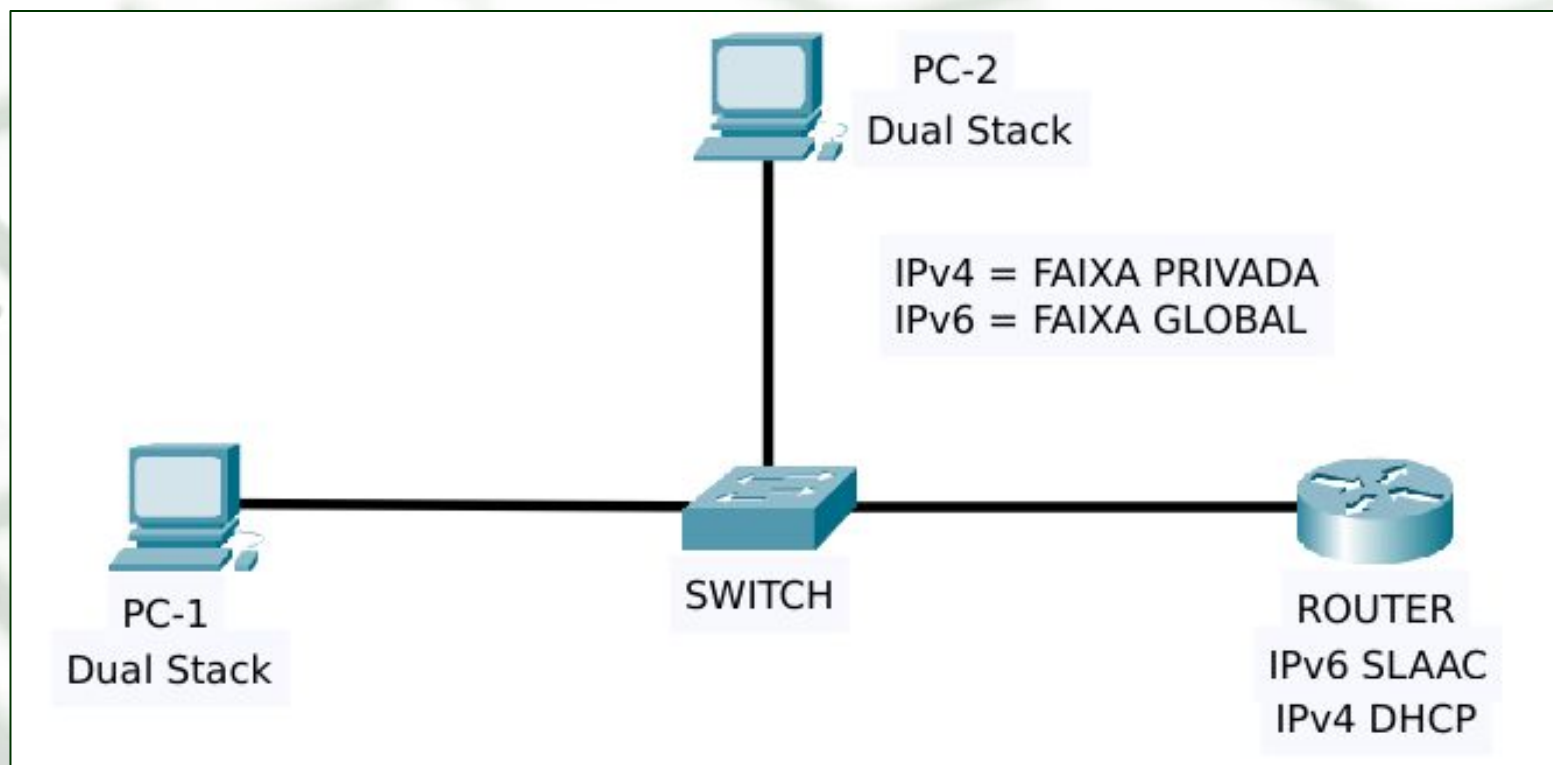 PC-2
Dual Stack
IPv4 = FAIXA PRIVADA
IPv6 = FAIXA GLOBAL
PC-1
Dual Stack
SWITCH
ROUTER
IPv6 SLAAC
IPv4 DHCP